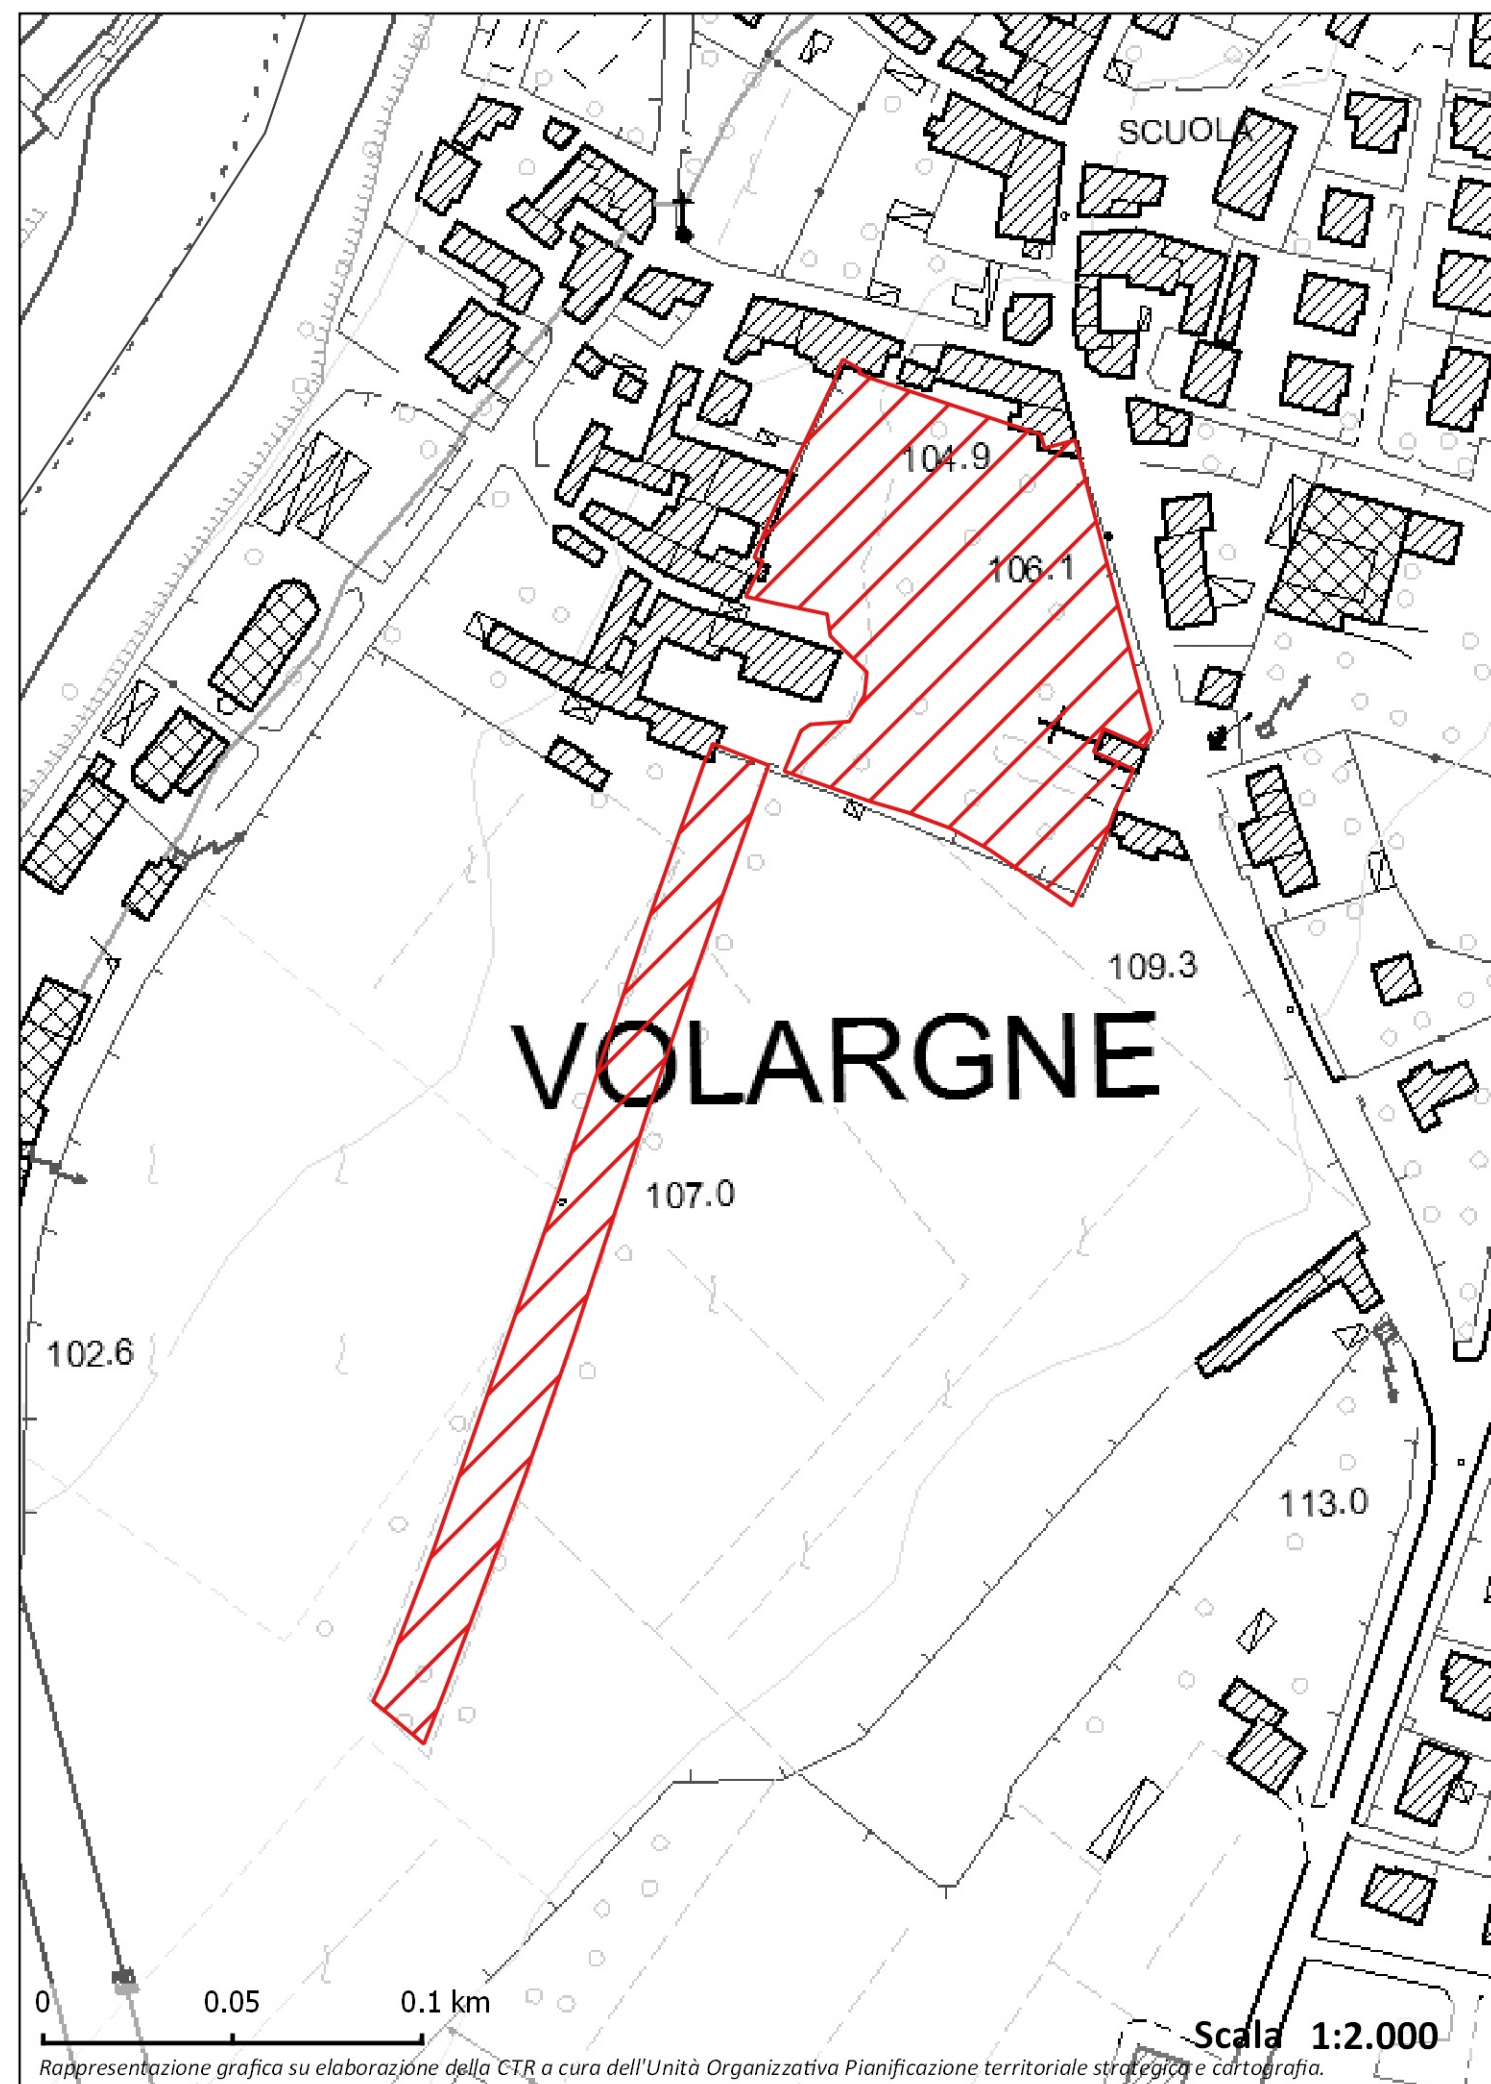 SCUOLA
104.9
106.1
109.3
VOLARGNE
107.0
102.6
113.0
0 0.05 0.1 km
Scala 1:2.000
Rappresentazione grafica su elaborazione della CTR a cura dell'Unità Organizzativa Pianificazione territoriale strategica e cartografia.